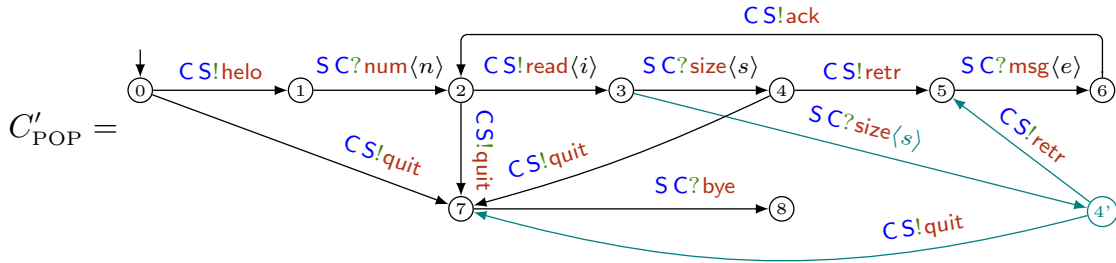 C S!ack
C S!helo S C?num⟨n⟩ C S!read⟨i⟩ S C?size⟨s⟩ C S!retr S C?msg⟨e⟩
0 1 2 3 4 5 6
C'POP =
C S!quit C S!quit C S!quit S C?size⟨s⟩ C S!retr
S C?bye
7 8 4'
C S!quit